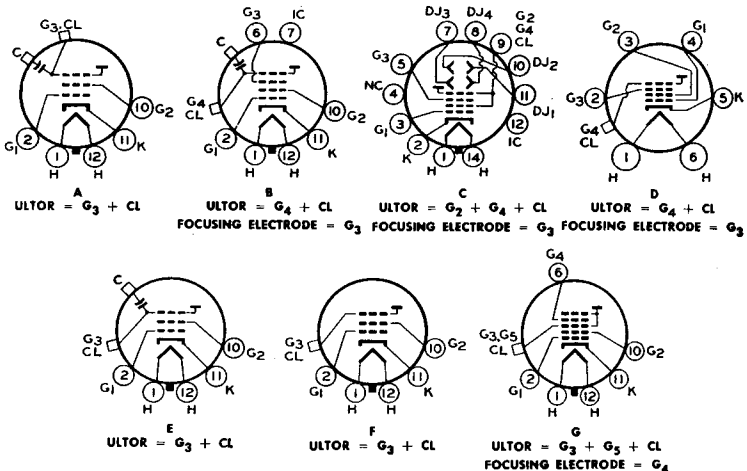 G3,CL
C
10 G2
2
G1
1
12
11
K
H
H
A
ULTOR = G3 + CL
G3
IC
6
7
C
G4
CL
10 G2
2
G1
1
12
11
K
H
H
B
ULTOR = G4 + CL
FOCUSING ELECTRODE = G3
DJ3
DJ4
G2
G4
CL
7
8
9
G3
5
10 DJ2
NC 4
11
DJ1
3
G1
12
IC
2
K
1
14
H
H
C
ULTOR = G2 + G4 + CL
FOCUSING ELECTRODE = G3
G2
3
G1
4
G3 2
5 K
G4
CL
1
6
H
H
D
ULTOR = G4 + CL
FOCUSING ELECTRODE = G3
C
G3
CL
10 G2
2
G1
1
12
11
K
H
H
E
ULTOR = G3 + CL
G3
CL
10 G2
2
G1
1
12
11
K
H
H
F
ULTOR = G3 + CL
G4
6
G3,G5
CL
10 G2
2
G1
1
12
11
K
H
H
G
ULTOR = G3 + G5 + CL
FOCUSING ELECTRODE = G4